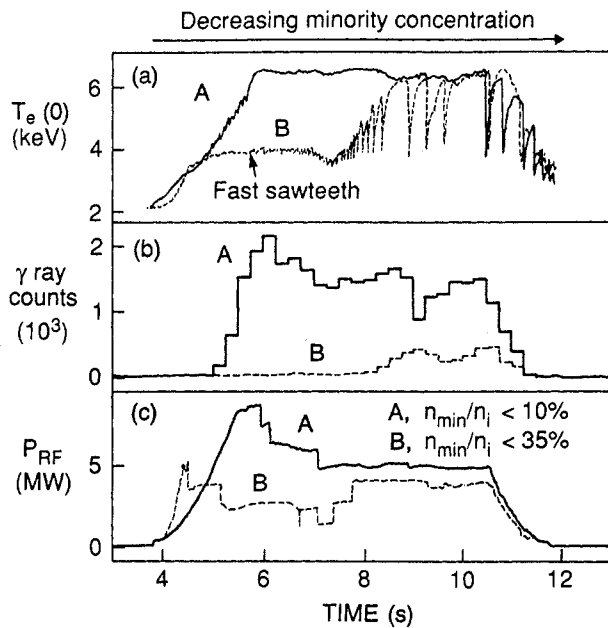 Decreasing minority concentration
(a)
T_e (0)
(keV)
6
4
2
A
B
Fast sawteeth
(b)
γ ray
counts
(10³)
2
1
0
A
B
(c)
P_RF
(MW)
5
0
A
B
A, n_min/n_i < 10%
B, n_min/n_i < 35%
4 6 8 10 12
TIME (s)